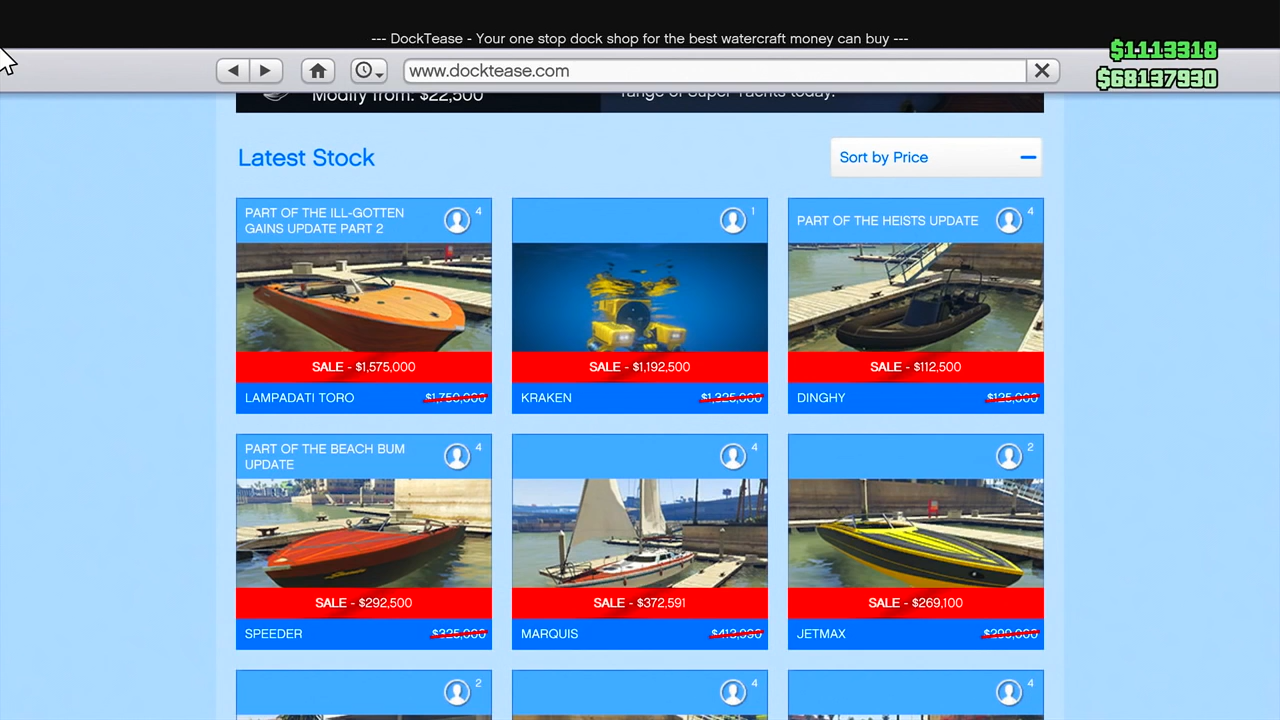 --- DockTease - Your one stop dock shop for the best watercraft money can buy ---
$1113318
www.docktease.com
$68137930
Modify from: $22,500
range of Super Yachts today!
Latest Stock
Sort by Price
PART OF THE ILL-GOTTEN
GAINS UPDATE PART 2
4
1
PART OF THE HEISTS UPDATE
4
SALE - $1,575,000
SALE - $1,192,500
SALE - $112,500
LAMPADATI TORO
$1,750,000
KRAKEN
$1,325,000
DINGHY
$125,000
PART OF THE BEACH BUM
UPDATE
4
4
2
SALE - $292,500
SALE - $372,591
SALE - $269,100
SPEEDER
$325,000
MARQUIS
$413,990
JETMAX
$299,000
2
4
4